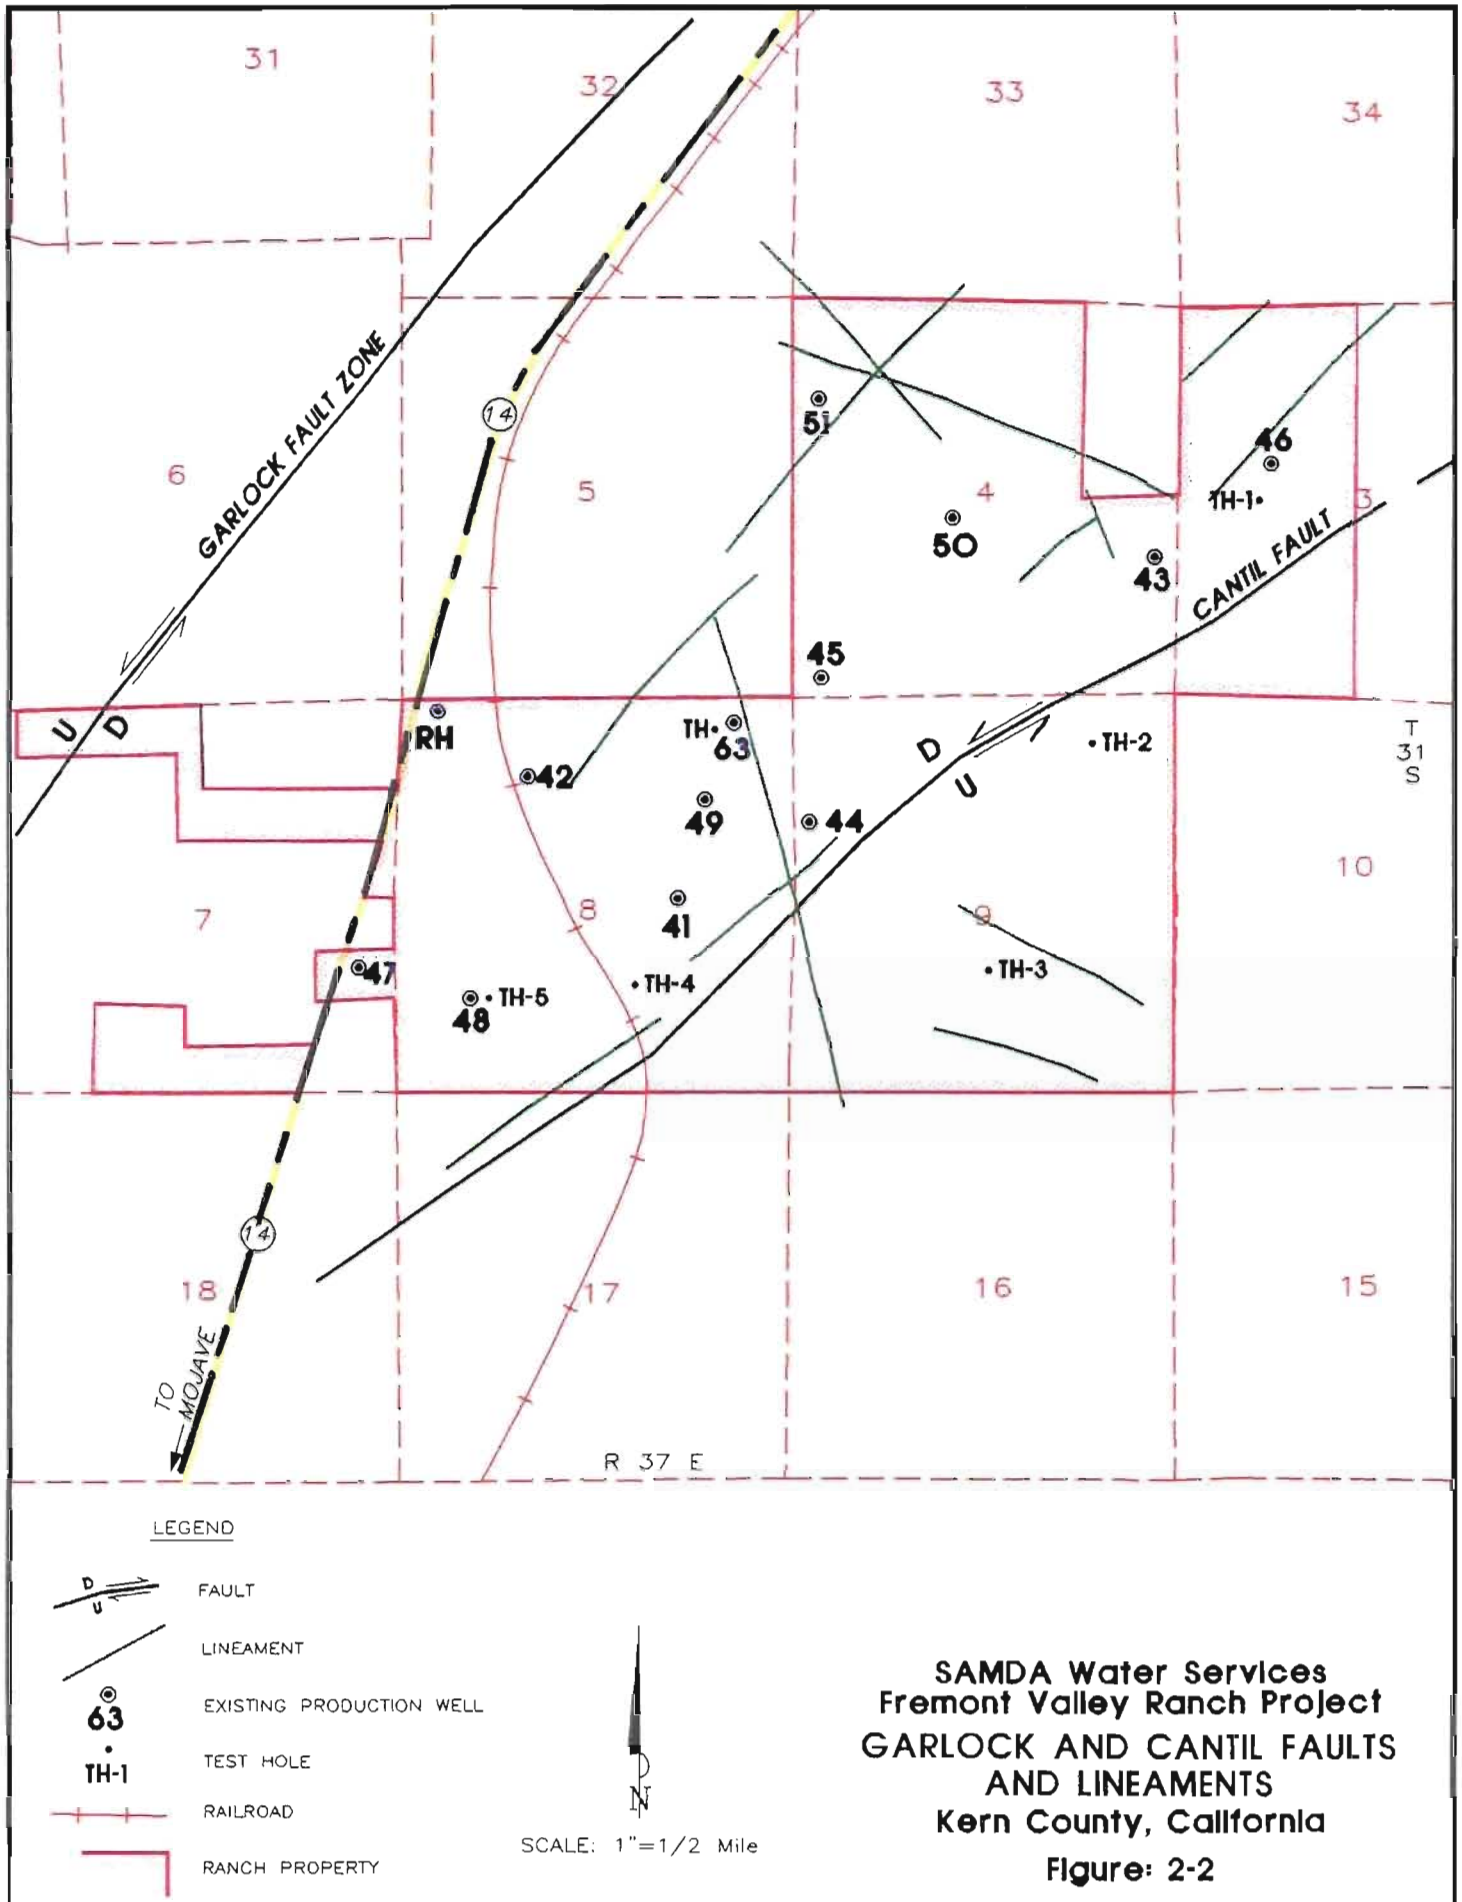 31
32
33
34
GARLOCK FAULT ZONE
14
6
5
51
4
46
TH-1
3
50
43
CANTIL FAULT
45
U
D
RH
TH
63
D
U
TH-2
T
31
S
42
49
44
10
7
8
9
41
47
TH-4
TH-3
48
TH-5
14
18
17
16
15
TO
MOJAVE
R 37 E
LEGEND
D
U
FAULT
LINEAMENT
63
EXISTING PRODUCTION WELL
TH-1
TEST HOLE
RAILROAD
RANCH PROPERTY
N
SCALE: 1"=1/2 Mile
SAMDA Water Services
Fremont Valley Ranch Project
GARLOCK AND CANTIL FAULTS
AND LINEAMENTS
Kern County, California
Figure: 2-2